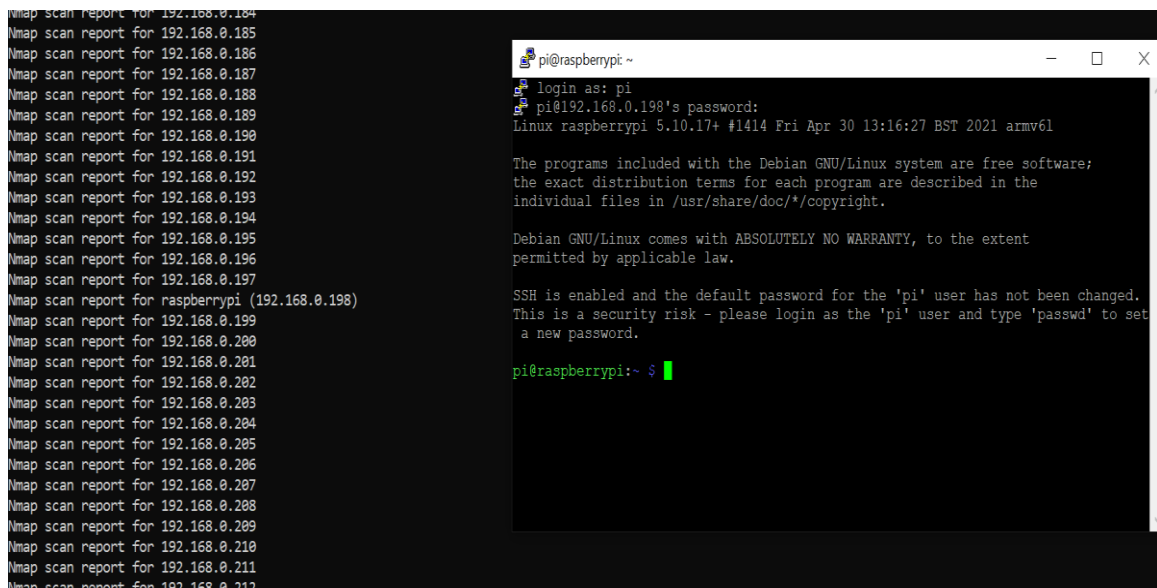 Nmap scan report for 192.168.0.184
Nmap scan report for 192.168.0.185
Nmap scan report for 192.168.0.186
Nmap scan report for 192.168.0.187
Nmap scan report for 192.168.0.188
Nmap scan report for 192.168.0.189
Nmap scan report for 192.168.0.190
Nmap scan report for 192.168.0.191
Nmap scan report for 192.168.0.192
Nmap scan report for 192.168.0.193
Nmap scan report for 192.168.0.194
Nmap scan report for 192.168.0.195
Nmap scan report for 192.168.0.196
Nmap scan report for 192.168.0.197
Nmap scan report for raspberrypi (192.168.0.198)
Nmap scan report for 192.168.0.199
Nmap scan report for 192.168.0.200
Nmap scan report for 192.168.0.201
Nmap scan report for 192.168.0.202
Nmap scan report for 192.168.0.203
Nmap scan report for 192.168.0.204
Nmap scan report for 192.168.0.205
Nmap scan report for 192.168.0.206
Nmap scan report for 192.168.0.207
Nmap scan report for 192.168.0.208
Nmap scan report for 192.168.0.209
Nmap scan report for 192.168.0.210
Nmap scan report for 192.168.0.211
Nmap scan report for 192.168.0.212
pi@raspberrypi: ~
login as: pi
pi@192.168.0.198's password:
Linux raspberrypi 5.10.17+ #1414 Fri Apr 30 13:16:27 BST 2021 armv6l
The programs included with the Debian GNU/Linux system are free software;
the exact distribution terms for each program are described in the
individual files in /usr/share/doc/*/copyright.
Debian GNU/Linux comes with ABSOLUTELY NO WARRANTY, to the extent
permitted by applicable law.
SSH is enabled and the default password for the 'pi' user has not been changed.
This is a security risk - please login as the 'pi' user and type 'passwd' to set
a new password.
pi@raspberrypi:~ $